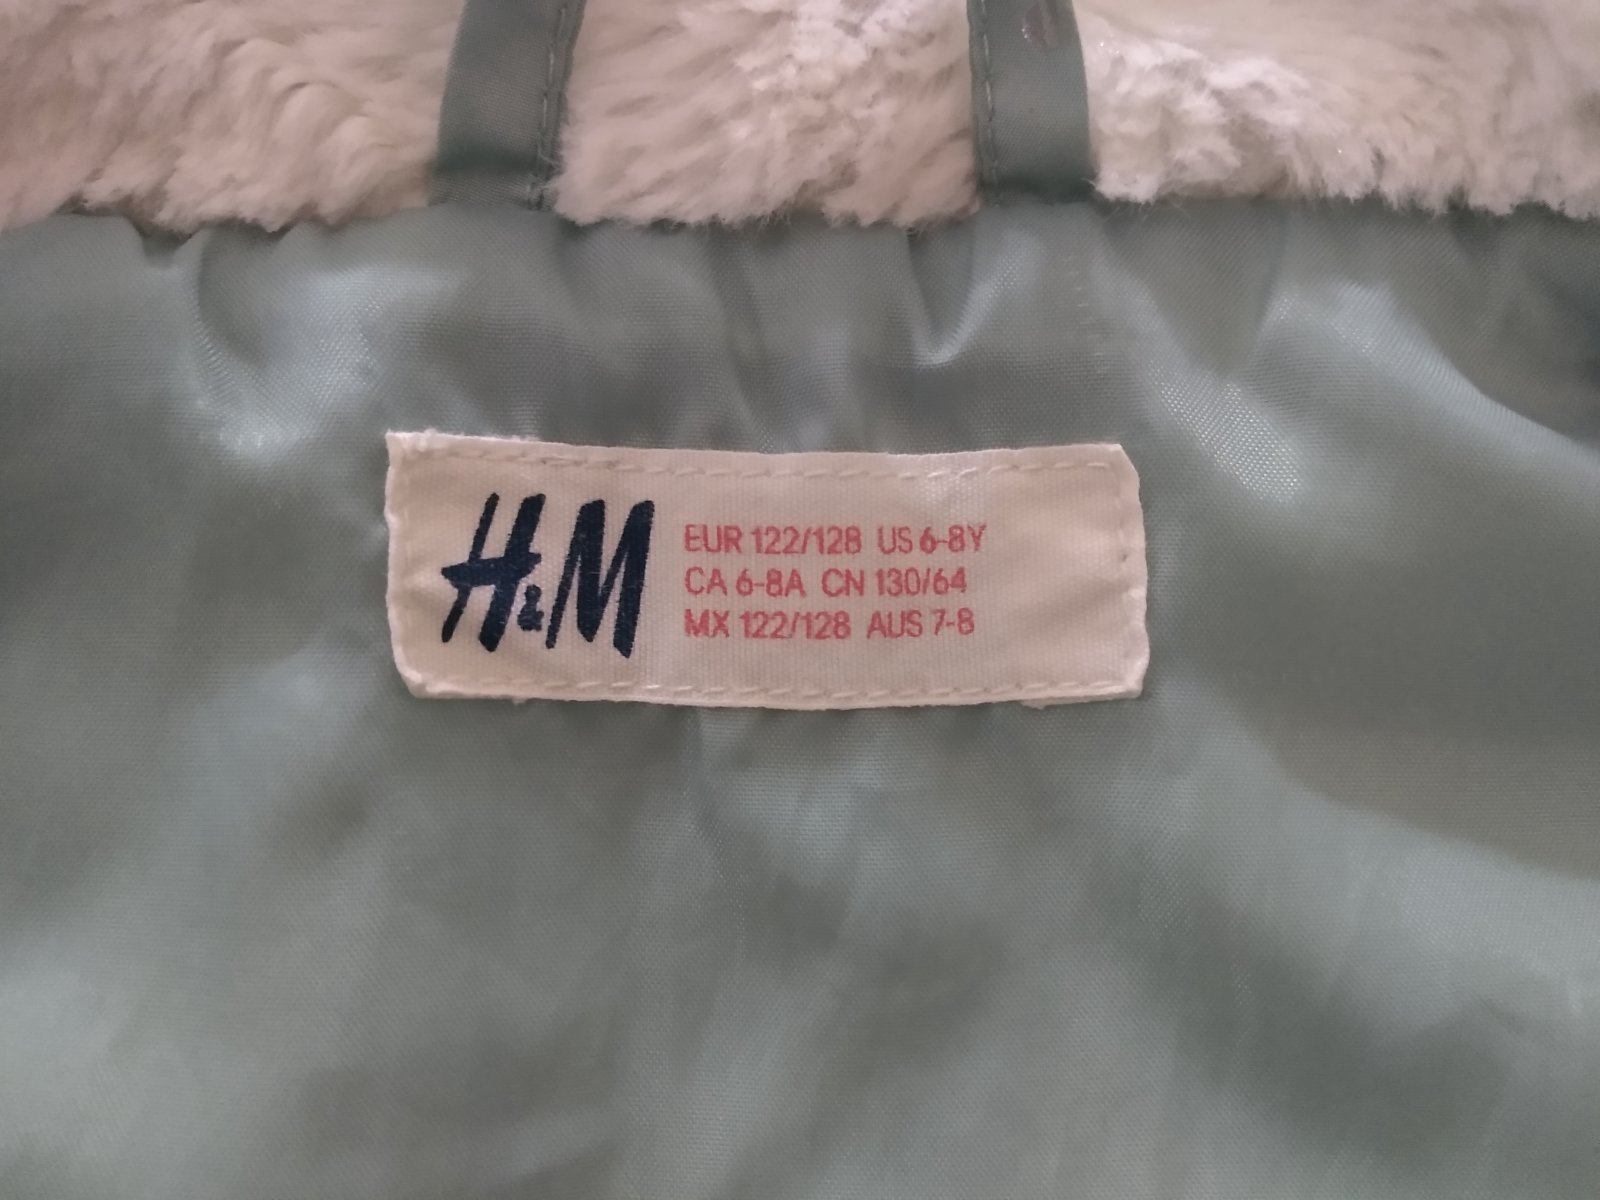 H&M
EUR 122/128 US 6-8Y
CA 6-8A CN 130/64
MX 122/128 AUS 7-8